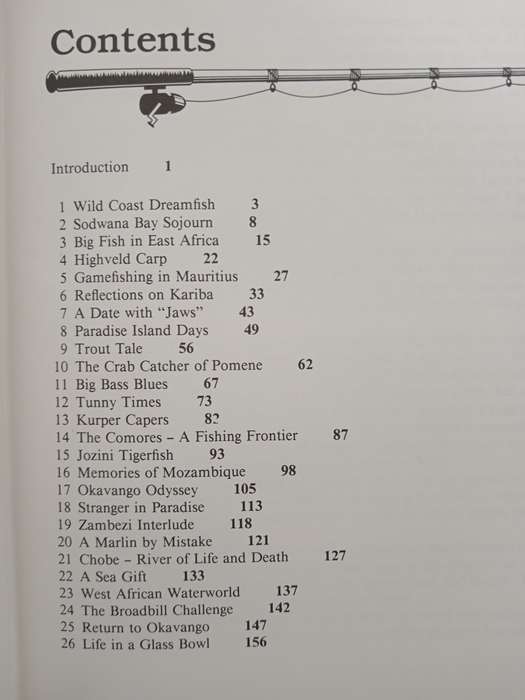 Contents
Introduction 1
1 Wild Coast Dreamfish 3
2 Sodwana Bay Sojourn 8
3 Big Fish in East Africa 15
4 Highveld Carp 22
5 Gamefishing in Mauritius 27
6 Reflections on Kariba 33
7 A Date with “Jaws” 43
8 Paradise Island Days 49
9 Trout Tale 56
10 The Crab Catcher of Pomene 62
11 Big Bass Blues 67
12 Tunny Times 73
13 Kurper Capers 82
14 The Comores – A Fishing Frontier 87
15 Jozini Tigerfish 93
16 Memories of Mozambique 98
17 Okavango Odyssey 105
18 Stranger in Paradise 113
19 Zambezi Interlude 118
20 A Marlin by Mistake 121
21 Chobe – River of Life and Death 127
22 A Sea Gift 133
23 West African Waterworld 137
24 The Broadbill Challenge 142
25 Return to Okavango 147
26 Life in a Glass Bowl 156